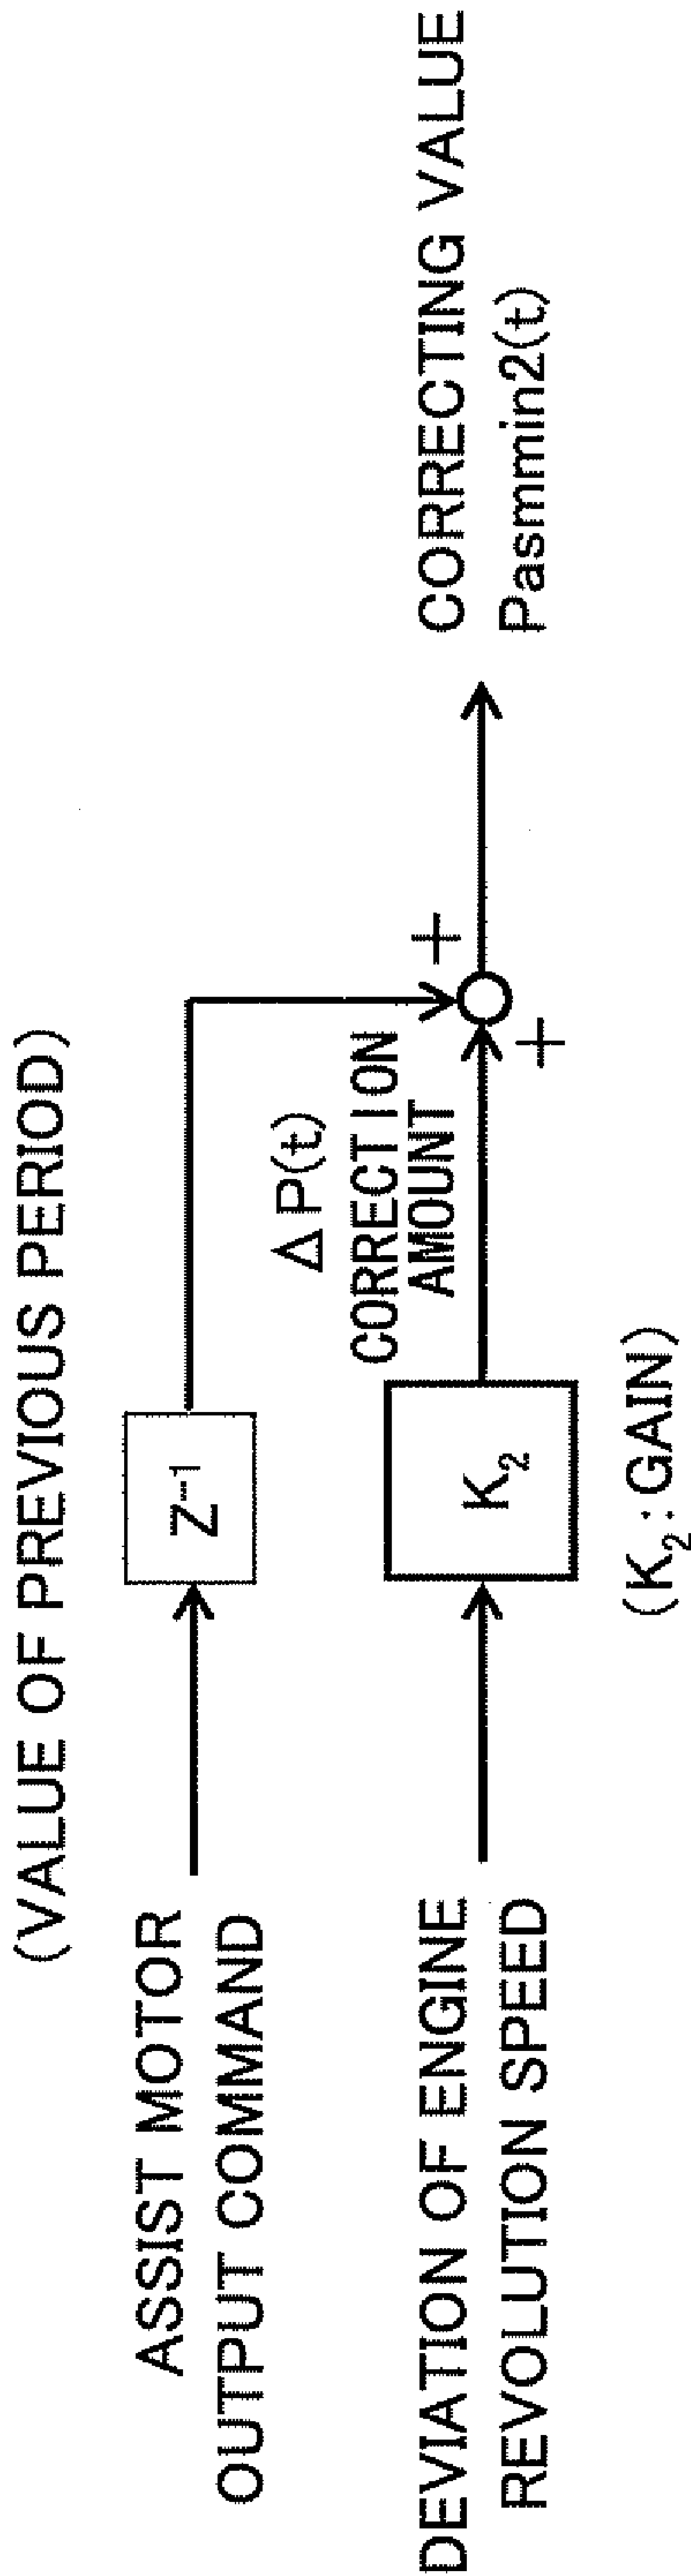 (VALUE OF PREVIOUS PERIOD)
ASSIST MOTOR
OUTPUT COMMAND
Z⁻¹
ΔP(t)
CORRECTION
AMOUNT
+
+
DEVIATION OF ENGINE
REVOLUTION SPEED
K₂
(K₂:GAIN)
CORRECTING VALUE
Pasmmin2(t)